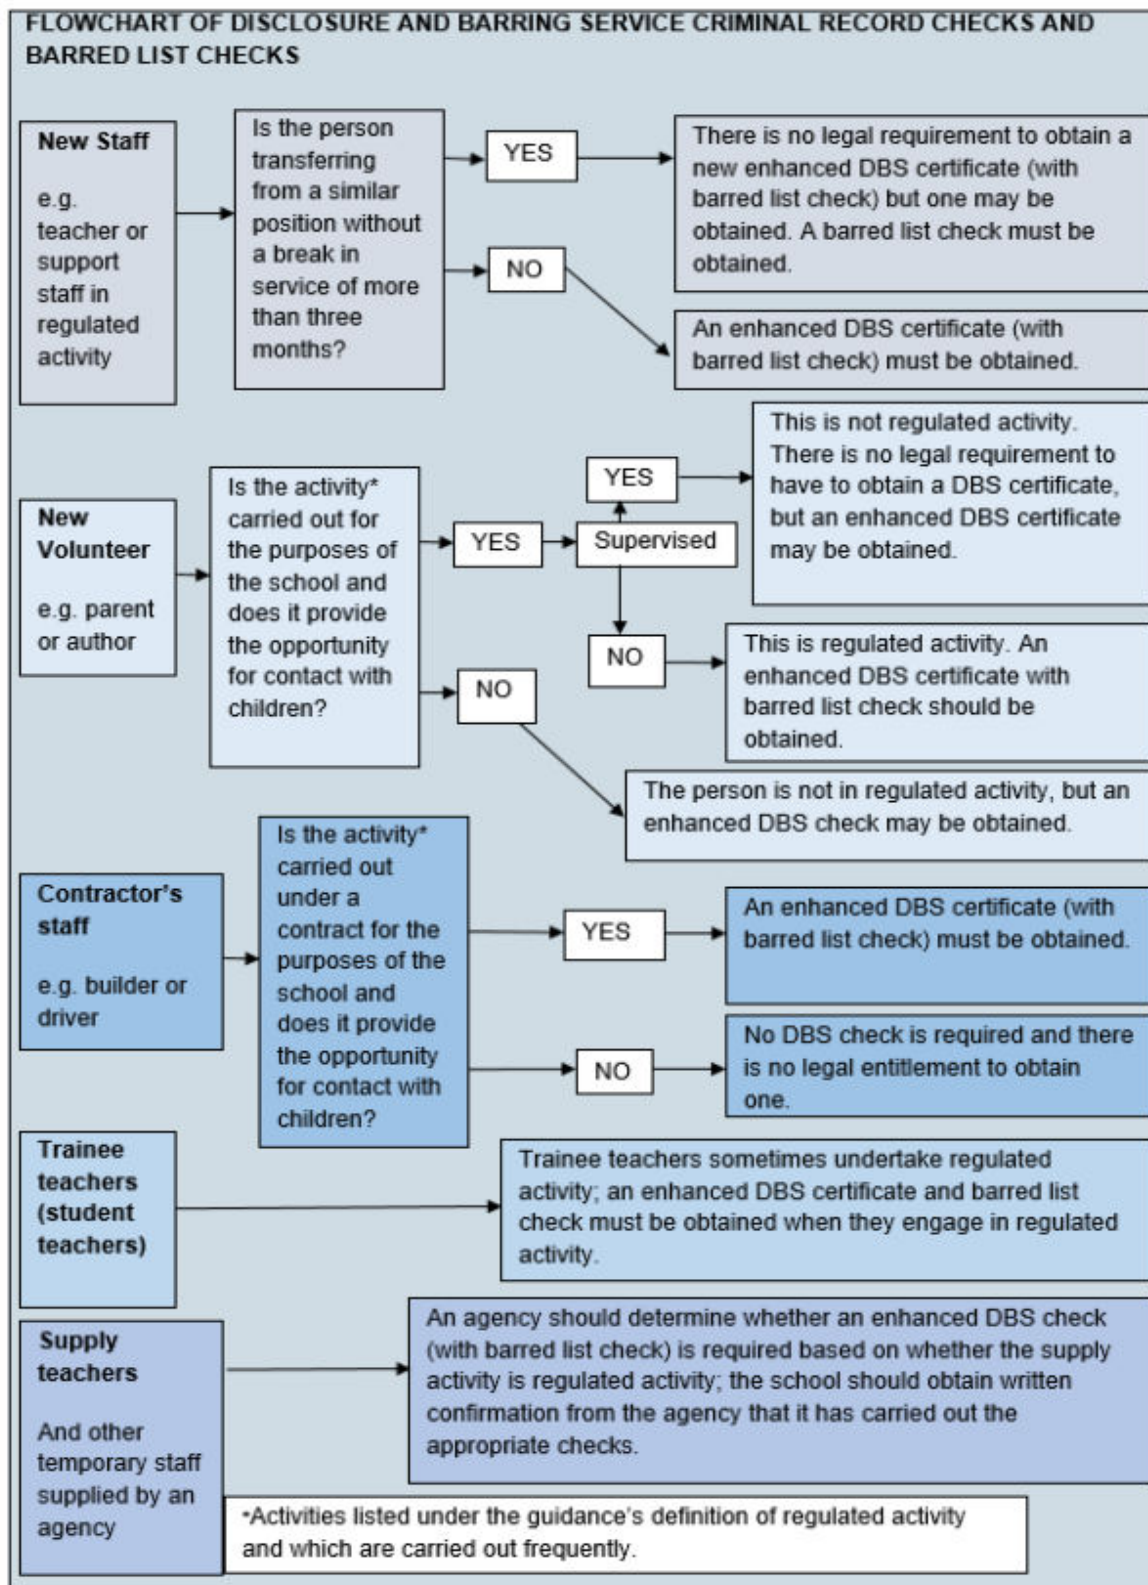 FLOWCHART OF DISCLOSURE AND BARRING SERVICE CRIMINAL RECORD CHECKS AND
BARRED LIST CHECKS
New Staff
e.g.
teacher or
support
staff in
regulated
activity
Is the person
transferring
from a similar
position without
a break in
service of more
than three
months?
YES
There is no legal requirement to obtain a
new enhanced DBS certificate (with
barred list check) but one may be
obtained. A barred list check must be
obtained.
NO
An enhanced DBS certificate (with
barred list check) must be obtained.
New
Volunteer
e.g. parent
or author
Is the activity*
carried out for
the purposes of
the school and
does it provide
the opportunity
for contact with
children?
YES
Supervised
YES
This is not regulated activity.
There is no legal requirement to
have to obtain a DBS certificate,
but an enhanced DBS certificate
may be obtained.
NO
This is regulated activity. An
enhanced DBS certificate with
barred list check should be
obtained.
NO
The person is not in regulated activity, but an
enhanced DBS check may be obtained.
Contractor's
staff
e.g. builder or
driver
Is the activity*
carried out
under a
contract for the
purposes of the
school and
does it provide
the opportunity
for contact with
children?
YES
An enhanced DBS certificate (with
barred list check) must be obtained.
NO
No DBS check is required and there
is no legal entitlement to obtain
one.
Trainee
teachers
(student
teachers)
Trainee teachers sometimes undertake regulated
activity; an enhanced DBS certificate and barred list
check must be obtained when they engage in regulated
activity.
Supply
teachers
And other
temporary staff
supplied by an
agency
An agency should determine whether an enhanced DBS check
(with barred list check) is required based on whether the supply
activity is regulated activity; the school should obtain written
confirmation from the agency that it has carried out the
appropriate checks.
*Activities listed under the guidance's definition of regulated activity
and which are carried out frequently.